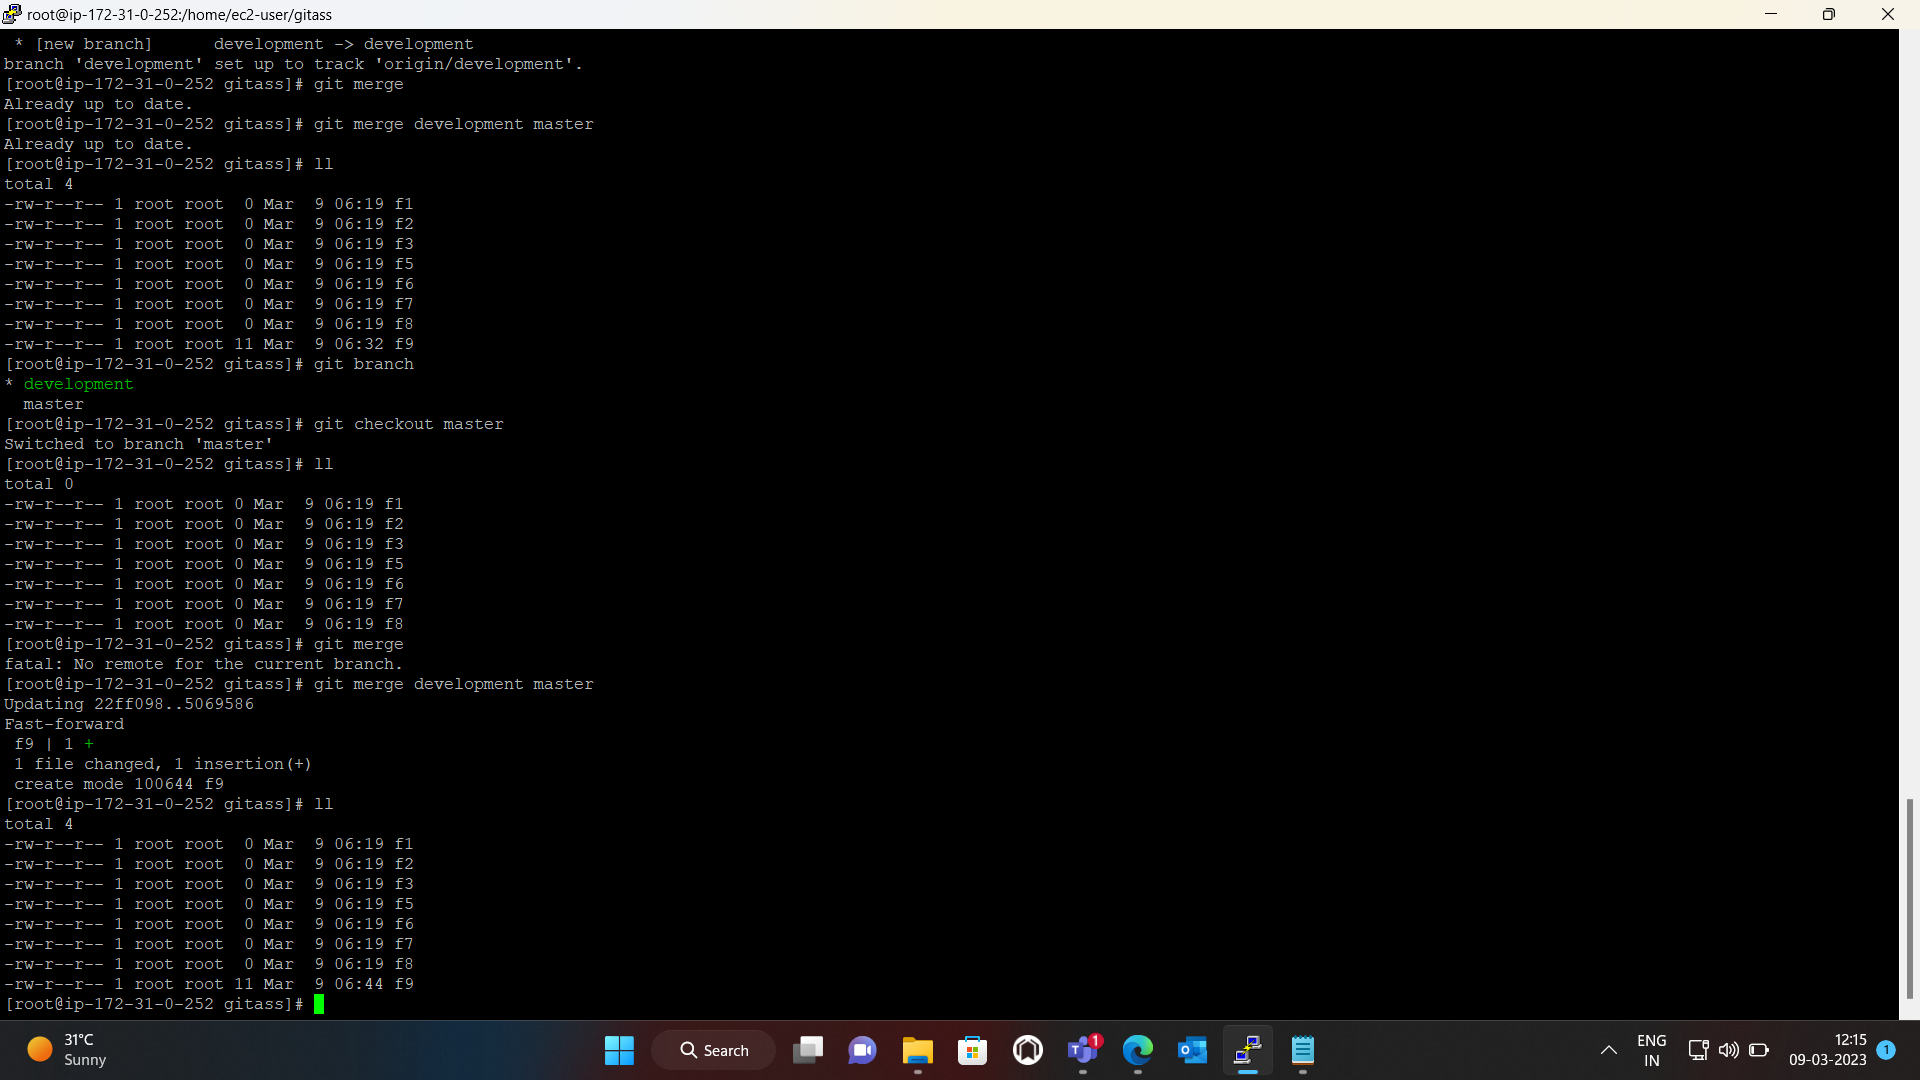 root@ip-172-31-0-252:/home/ec2-user/gitass
 * [new branch]      development -> development
branch 'development' set up to track 'origin/development'.
[root@ip-172-31-0-252 gitass]# git merge
Already up to date.
[root@ip-172-31-0-252 gitass]# git merge development master
Already up to date.
[root@ip-172-31-0-252 gitass]# ll
total 4
-rw-r--r-- 1 root root  0 Mar  9 06:19 f1
-rw-r--r-- 1 root root  0 Mar  9 06:19 f2
-rw-r--r-- 1 root root  0 Mar  9 06:19 f3
-rw-r--r-- 1 root root  0 Mar  9 06:19 f5
-rw-r--r-- 1 root root  0 Mar  9 06:19 f6
-rw-r--r-- 1 root root  0 Mar  9 06:19 f7
-rw-r--r-- 1 root root  0 Mar  9 06:19 f8
-rw-r--r-- 1 root root 11 Mar  9 06:32 f9
[root@ip-172-31-0-252 gitass]# git branch
* development
  master
[root@ip-172-31-0-252 gitass]# git checkout master
Switched to branch 'master'
[root@ip-172-31-0-252 gitass]# ll
total 0
-rw-r--r-- 1 root root 0 Mar  9 06:19 f1
-rw-r--r-- 1 root root 0 Mar  9 06:19 f2
-rw-r--r-- 1 root root 0 Mar  9 06:19 f3
-rw-r--r-- 1 root root 0 Mar  9 06:19 f5
-rw-r--r-- 1 root root 0 Mar  9 06:19 f6
-rw-r--r-- 1 root root 0 Mar  9 06:19 f7
-rw-r--r-- 1 root root 0 Mar  9 06:19 f8
[root@ip-172-31-0-252 gitass]# git merge
fatal: No remote for the current branch.
[root@ip-172-31-0-252 gitass]# git merge development master
Updating 22ff098..5069586
Fast-forward
 f9 | 1 +
 1 file changed, 1 insertion(+)
 create mode 100644 f9
[root@ip-172-31-0-252 gitass]# ll
total 4
-rw-r--r-- 1 root root  0 Mar  9 06:19 f1
-rw-r--r-- 1 root root  0 Mar  9 06:19 f2
-rw-r--r-- 1 root root  0 Mar  9 06:19 f3
-rw-r--r-- 1 root root  0 Mar  9 06:19 f5
-rw-r--r-- 1 root root  0 Mar  9 06:19 f6
-rw-r--r-- 1 root root  0 Mar  9 06:19 f7
-rw-r--r-- 1 root root  0 Mar  9 06:19 f8
-rw-r--r-- 1 root root 11 Mar  9 06:44 f9
[root@ip-172-31-0-252 gitass]#
31°C
Sunny
Search
1
ENG
IN
12:15
09-03-2023
1